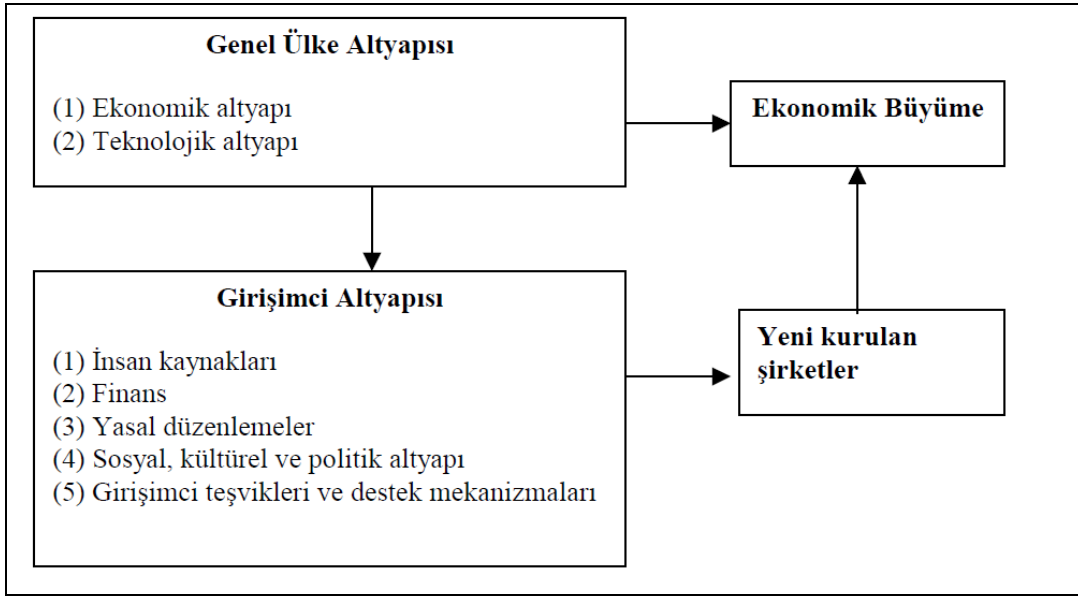 Genel Ülke Altyapısı
(1) Ekonomik altyapı
(2) Teknolojik altyapı
Ekonomik Büyüme
Girişimci Altyapısı
(1) İnsan kaynakları
(2) Finans
(3) Yasal düzenlemeler
(4) Sosyal, kültürel ve politik altyapı
(5) Girişimci teşvikleri ve destek mekanizmaları
Yeni kurulan
şirketler